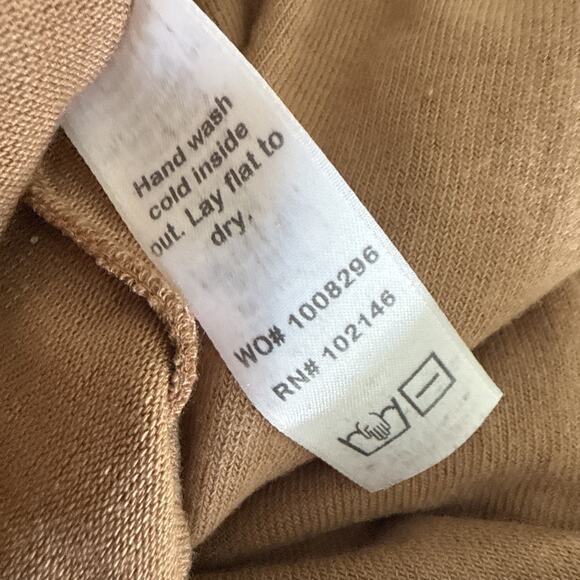 Hand wash
cold inside
out. Lay flat to
dry.
WO# 1008296
RN# 102146